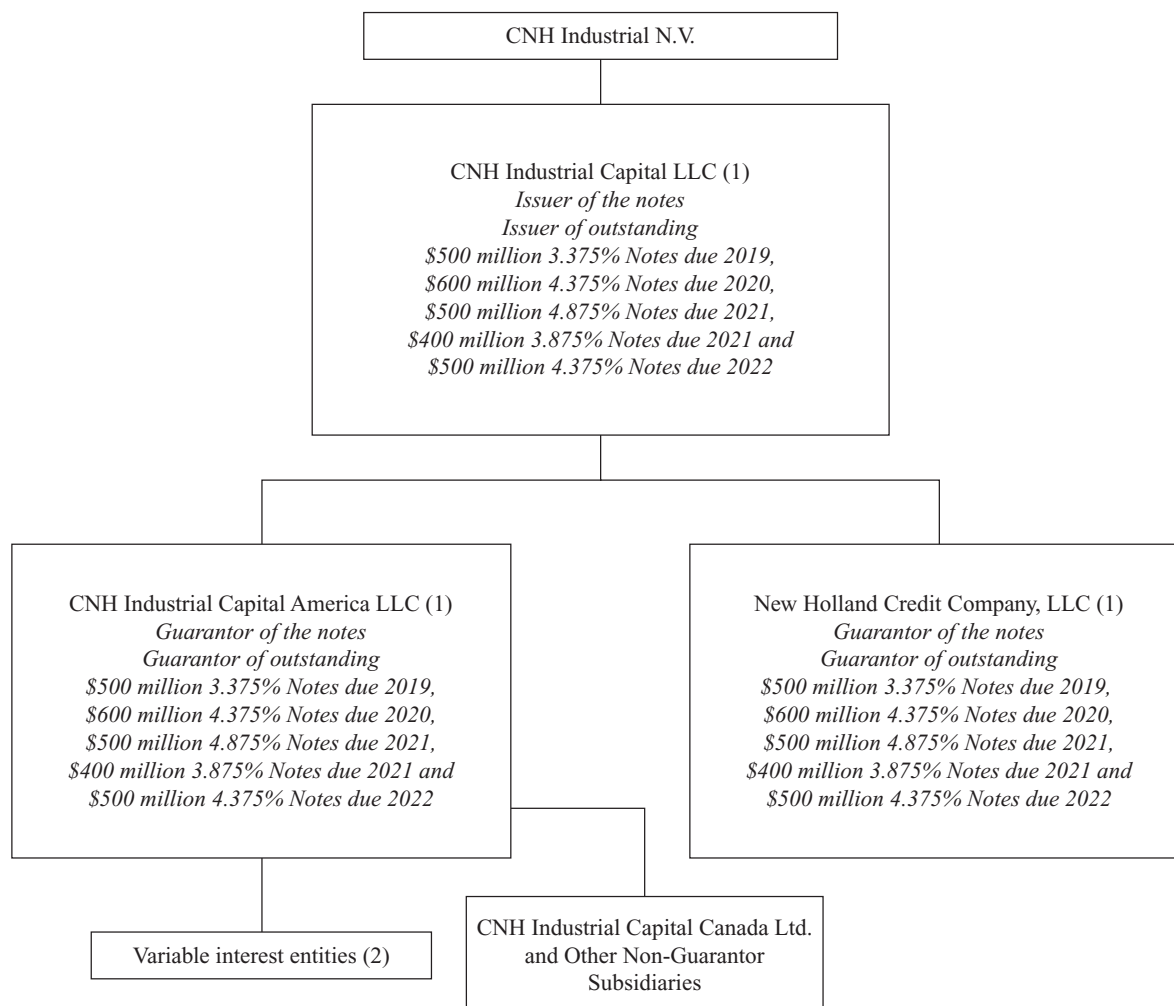 CNH Industrial N.V.
CNH Industrial Capital LLC (1)
Issuer of the notes
Issuer of outstanding
$500 million 3.375% Notes due 2019,
$600 million 4.375% Notes due 2020,
$500 million 4.875% Notes due 2021,
$400 million 3.875% Notes due 2021 and
$500 million 4.375% Notes due 2022
CNH Industrial Capital America LLC (1)
Guarantor of the notes
Guarantor of outstanding
$500 million 3.375% Notes due 2019,
$600 million 4.375% Notes due 2020,
$500 million 4.875% Notes due 2021,
$400 million 3.875% Notes due 2021 and
$500 million 4.375% Notes due 2022
New Holland Credit Company, LLC (1)
Guarantor of the notes
Guarantor of outstanding
$500 million 3.375% Notes due 2019,
$600 million 4.375% Notes due 2020,
$500 million 4.875% Notes due 2021,
$400 million 3.875% Notes due 2021 and
$500 million 4.375% Notes due 2022
Variable interest entities (2)
CNH Industrial Capital Canada Ltd.
and Other Non-Guarantor
Subsidiaries